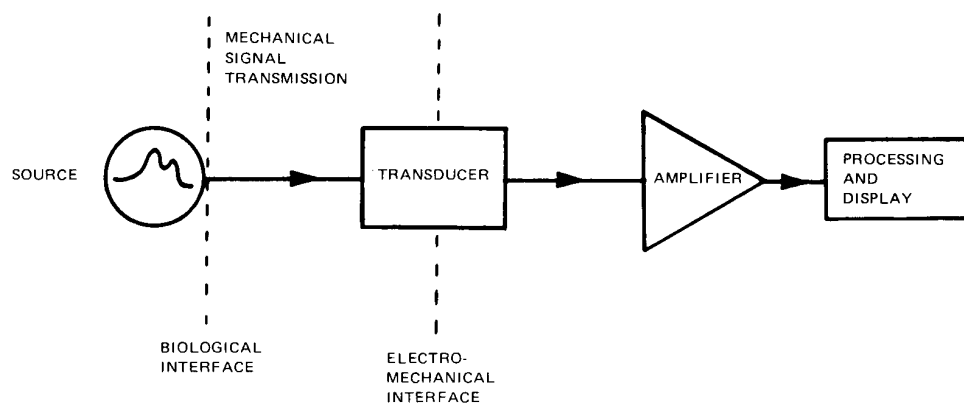 MECHANICAL
SIGNAL
TRANSMISSION
SOURCE
TRANSDUCER
AMPLIFIER
PROCESSING
AND
DISPLAY
BIOLOGICAL
INTERFACE
ELECTRO-
MECHANICAL
INTERFACE